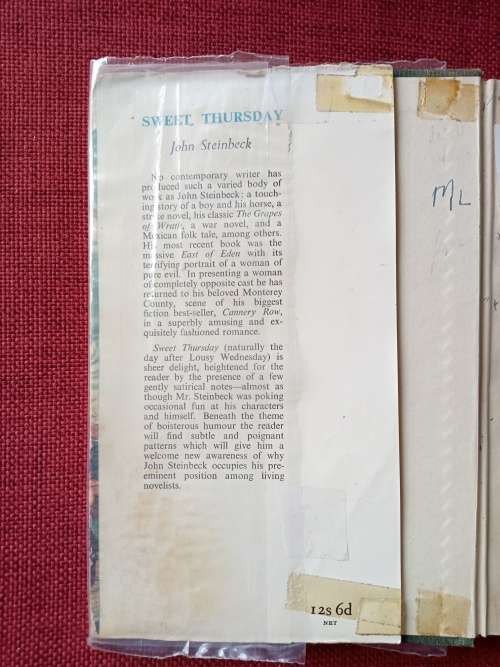 SWEET THURSDAY
John Steinbeck
No contemporary writer has
produced such a varied body of
work as John Steinbeck: a touch-
ing story of a boy and his horse, a
strike novel, his classic The Grapes
of Wrath, a war novel, and a
Mexican folk tale, among others.
His most recent book was the
massive East of Eden with its
terrifying portrait of a woman of
pure evil. In presenting a woman
of completely opposite cast he has
returned to his beloved Monterey
County, scene of his biggest
fiction best-seller, Cannery Row,
in a superbly amusing and ex-
quisitely fashioned romance.
Sweet Thursday (naturally the
day after Lousy Wednesday) is
sheer delight, heightened for the
reader by the presence of a few
gently satirical notes—almost as
though Mr. Steinbeck was poking
occasional fun at his characters
and himself. Beneath the theme
of boisterous humour the reader
will find subtle and poignant
patterns which will give him a
welcome new awareness of why
John Steinbeck occupies his pre-
eminent position among living
novelists.
12s 6d
NET
ML